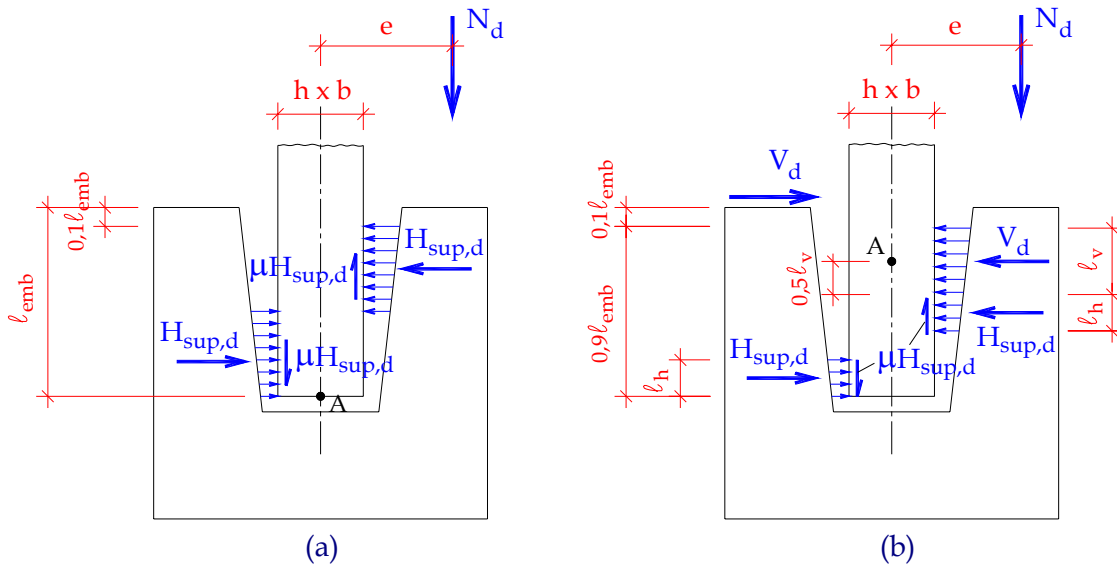 e
N_d
h x b
0,1ℓ_emb
ℓ_emb
μH_sup,d
H_sup,d
H_sup,d
μH_sup,d
A
(a)
e
N_d
h x b
V_d
0,1ℓ_emb
A
0,5ℓ_v
V_d
ℓ_v
0,9ℓ_emb
H_sup,d
ℓ_h
H_sup,d
μH_sup,d
ℓ_h
(b)